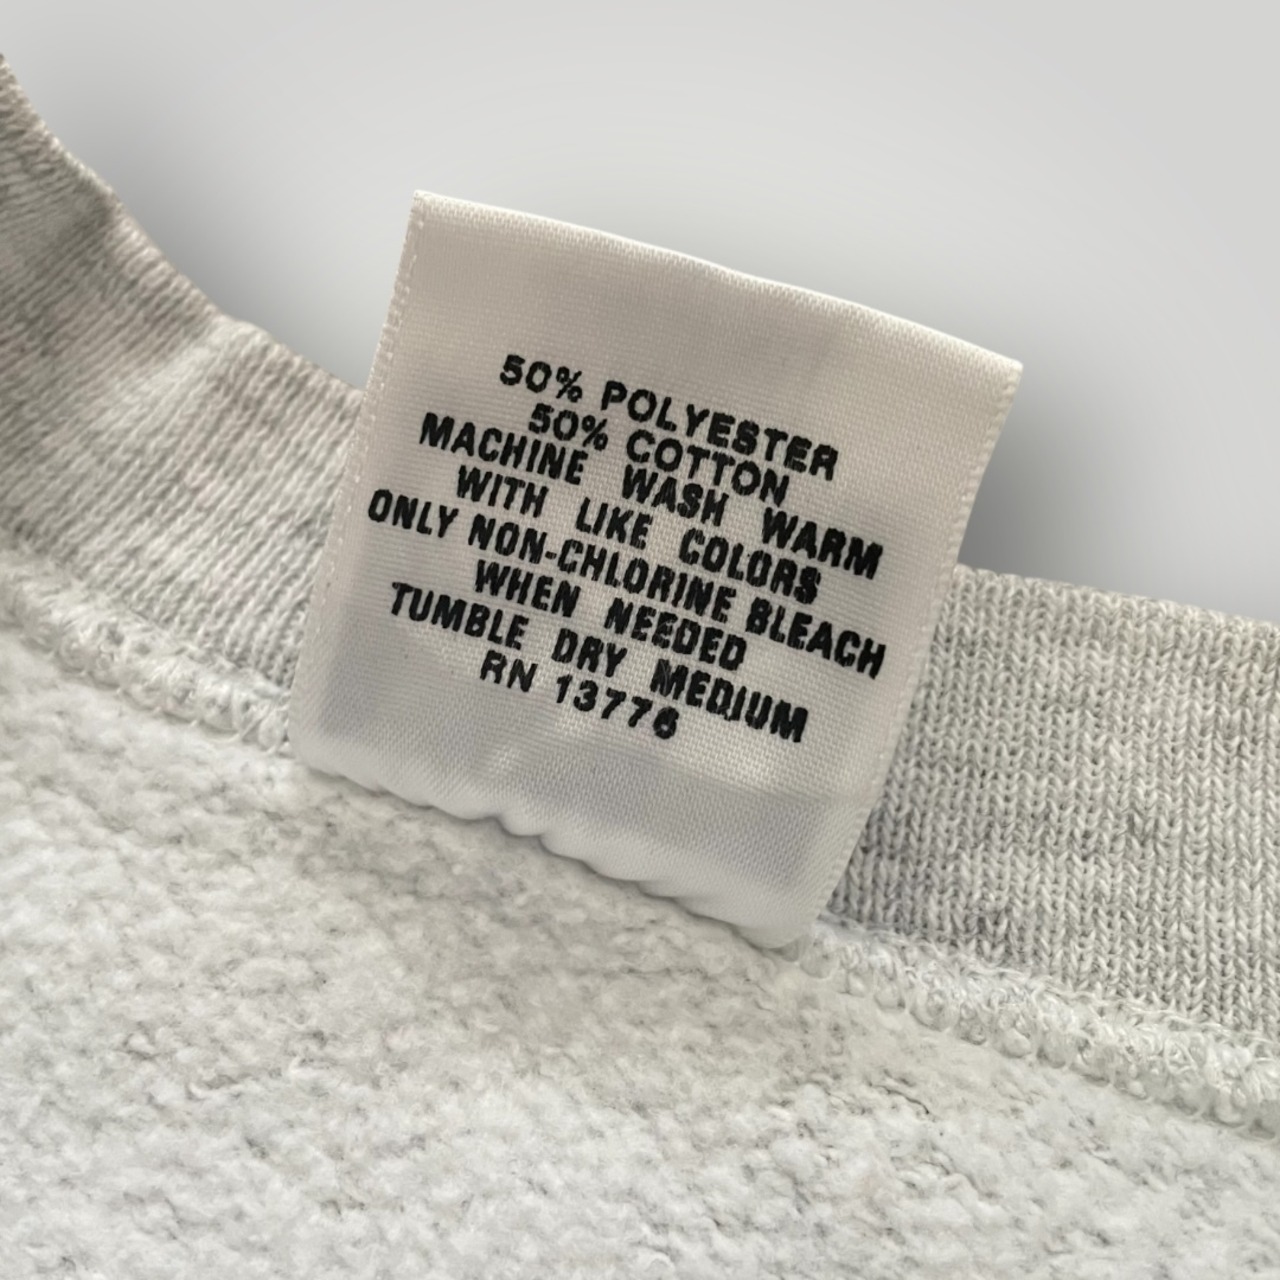 50% POLYESTER
50% COTTON
MACHINE WASH WARM
WITH LIKE COLORS
ONLY NON-CHLORINE BLEACH
WHEN NEEDED
TUMBLE DRY MEDIUM
RN 13776